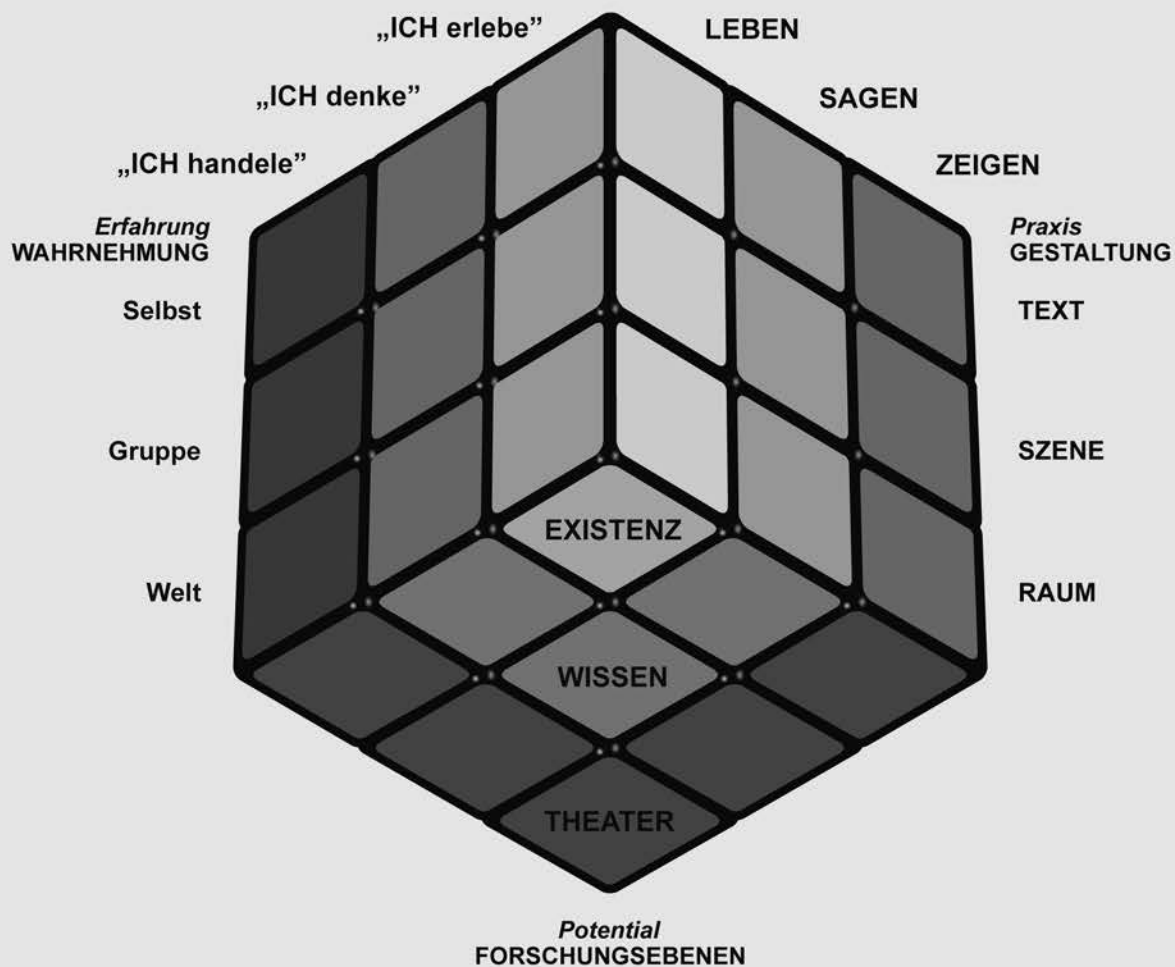 „ICH erlebe”
LEBEN
„ICH denke”
SAGEN
„ICH handele”
ZEIGEN
Erfahrung
WAHRNEHMUNG
Praxis
GESTALTUNG
Selbst
TEXT
Gruppe
SZENE
EXISTENZ
Welt
RAUM
WISSEN
THEATER
Potential
FORSCHUNGSEBENEN